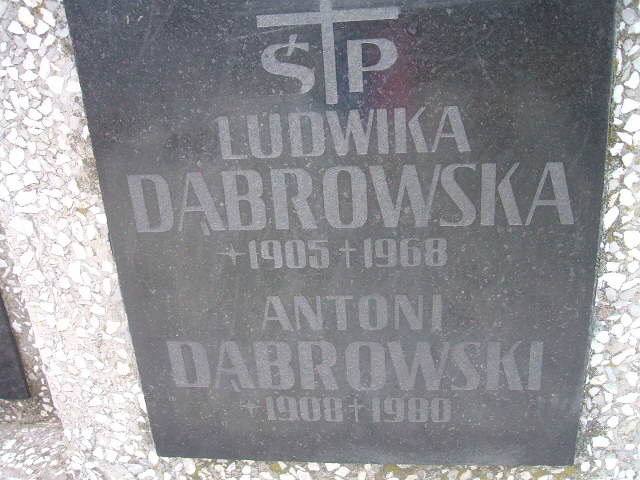 ŚP
LUDWIKA
DĄBROWSKA
1905 + 1968
ANTONI
DĄBROWSKI
1908 + 1980